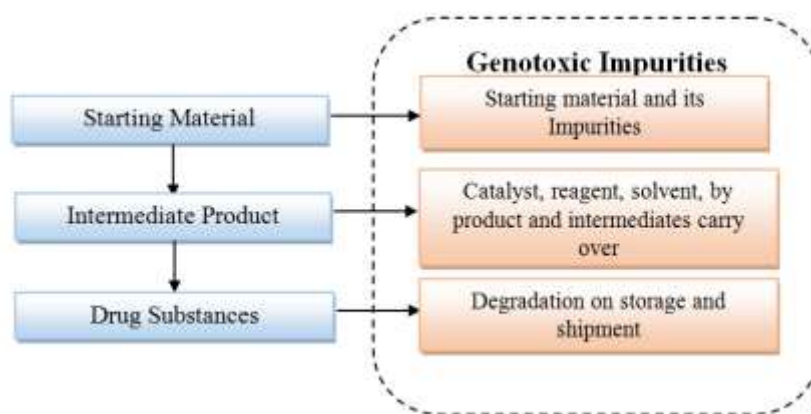 Genotoxic Impurities
Starting Material
Starting material and its
Impurities
Intermediate Product
Catalyst, reagent, solvent, by
product and intermediates carry
over
Drug Substances
Degradation on storage and
shipment